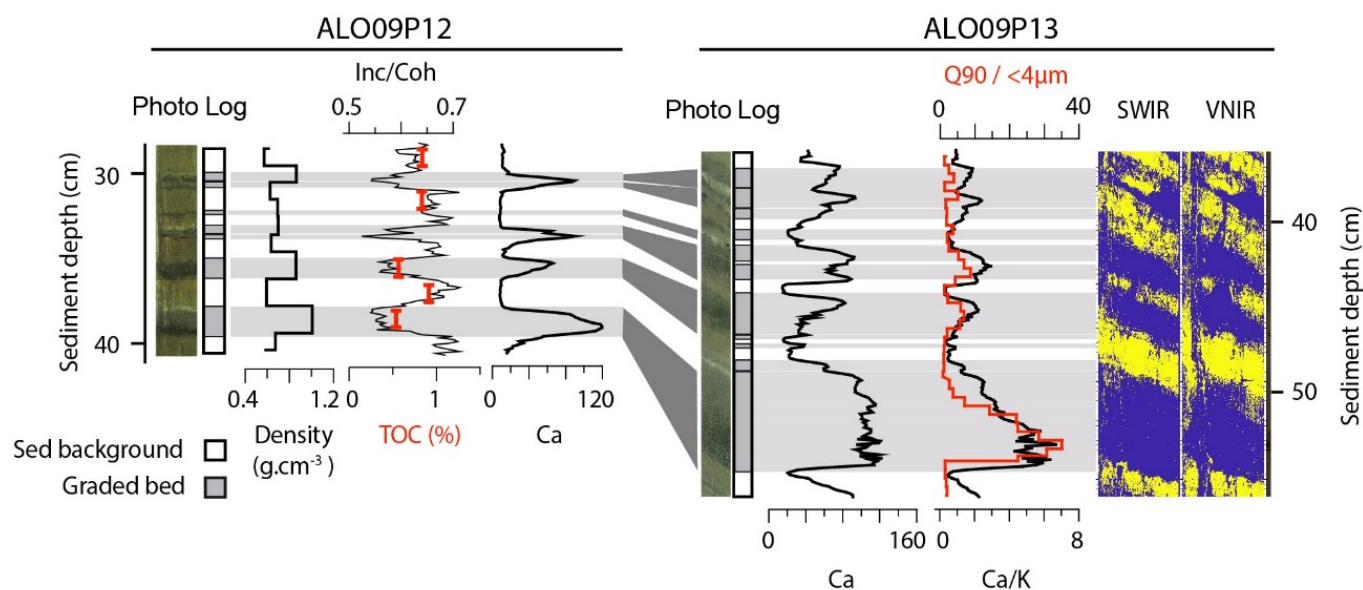 ALO09P12
ALO09P13
Inc/Coh
Q90 / <4µm
Photo Log
0.5
0.7
Photo Log
0
40
SWIR
VNIR
Sediment depth (cm)
30
40
40
50
Sediment depth (cm)
0.4
1.2
0
1
0
120
Sed background
Density
(g.cm-3)
TOC (%)
Ca
Graded bed
0
160
0
8
Ca
Ca/K